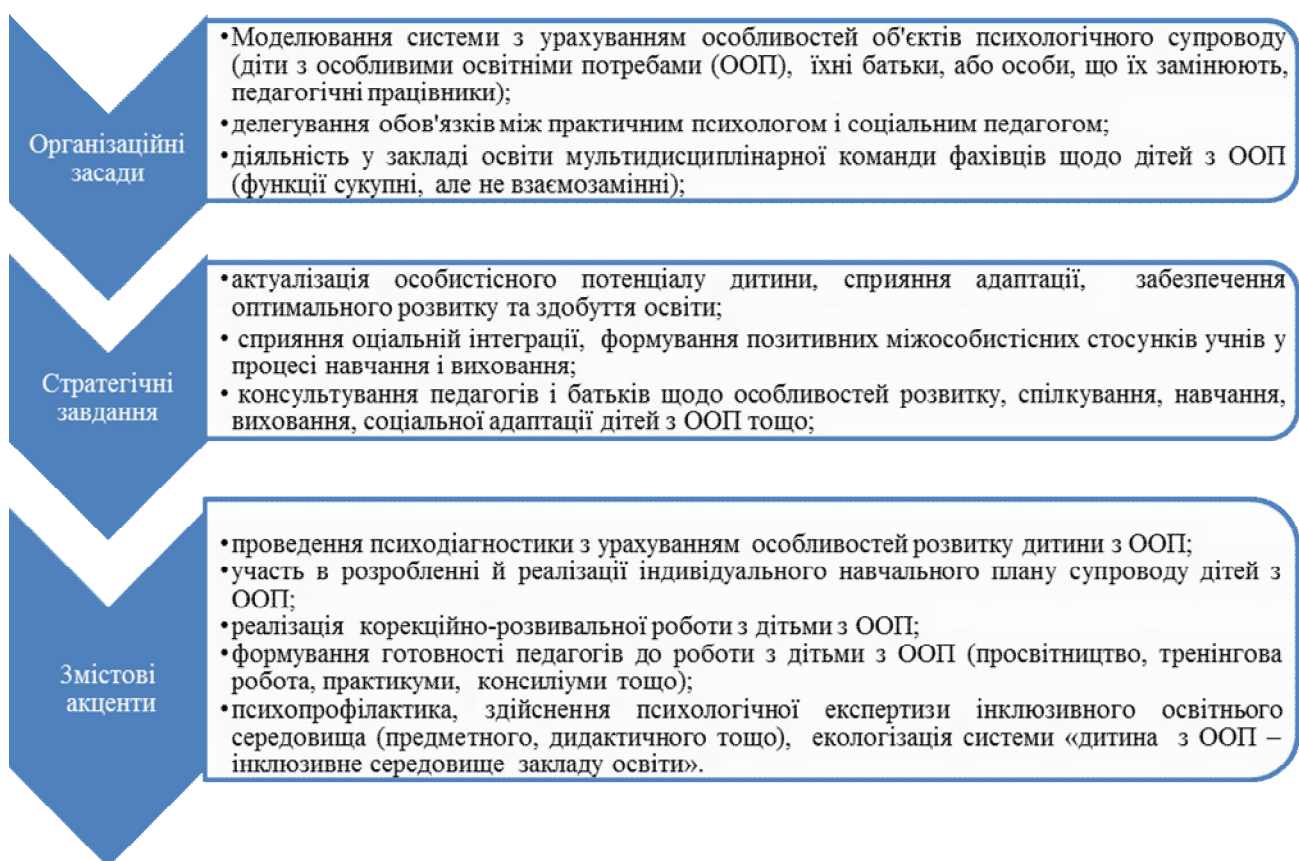 Організаційні
засади
•Моделювання системи з урахуванням особливостей об'єктів психологічного супроводу
(діти з особливими освітніми потребами (ООП), їхні батьки, або особи, що їх замінюють,
педагогічні працівники);
•делегування обов'язків між практичним психологом і соціальним педагогом;
•діяльність у закладі освіти мультидисциплінарної команди фахівців щодо дітей з ООП
(функції сукупні, але не взаємозамінні);
Стратегічні
завдання
•актуалізація особистісного потенціалу дитини, сприяння адаптації, забезпечення
оптимального розвитку та здобуття освіти;
• сприяння оціальній інтеграції, формування позитивних міжособистісних стосунків учнів у
процесі навчання і виховання;
• консультування педагогів і батьків щодо особливостей розвитку, спілкування, навчання,
виховання, соціальної адаптації дітей з ООП тощо;
Змістові
акценти
•проведення психодіагностики з урахуванням особливостей розвитку дитини з ООП;
•участь в розробленні й реалізації індивідуального навчального плану супроводу дітей з
ООП;
•реалізація корекційно-розвивальної роботи з дітьми з ООП;
•формування готовності педагогів до роботи з дітьми з ООП (просвітництво, тренінгова
робота, практикуми, консиліуми тощо);
•психопрофілактика, здійснення психологічної експертизи інклюзивного освітнього
середовища (предметного, дидактичного тощо), екологізація системи «дитина з ООП –
інклюзивне середовище закладу освіти».